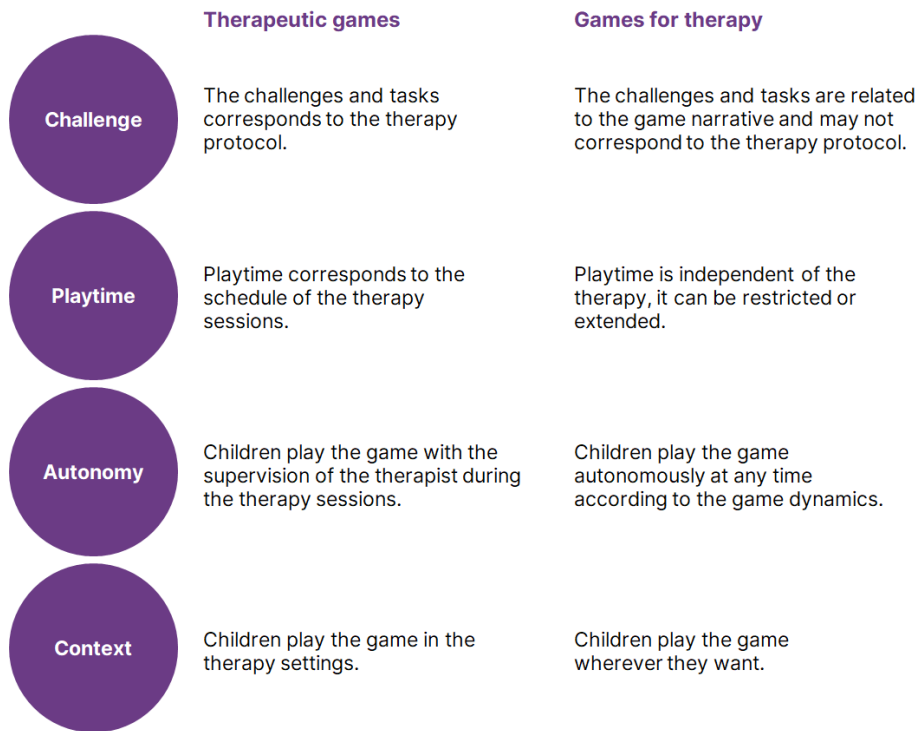 Therapeutic games
Games for therapy
Challenge
The challenges and tasks
corresponds to the therapy
protocol.
The challenges and tasks are related
to the game narrative and may not
correspond to the therapy protocol.
Playtime
Playtime corresponds to the
schedule of the therapy
sessions.
Playtime is independent of the
therapy, it can be restricted or
extended.
Autonomy
Children play the game with the
supervision of the therapist during
the therapy sessions.
Children play the game
autonomously at any time
according to the game dynamics.
Context
Children play the game in the
therapy settings.
Children play the game
wherever they want.